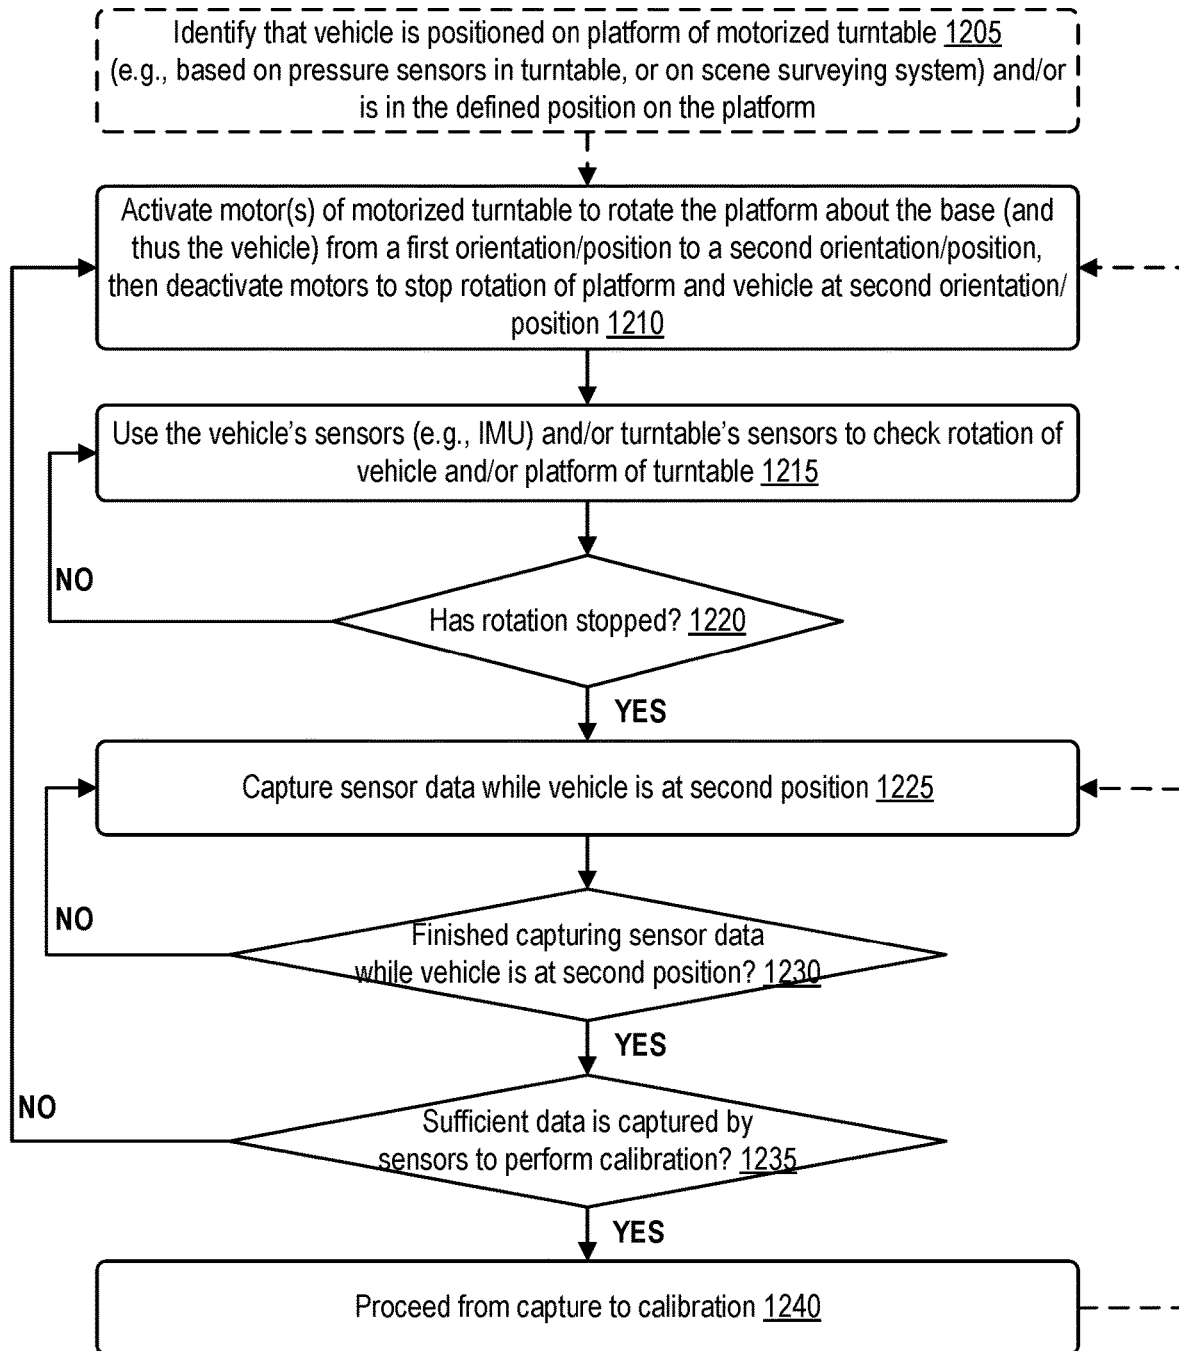 Identify that vehicle is positioned on platform of motorized turntable 1205
(e.g., based on pressure sensors in turntable, or on scene surveying system) and/or
is in the defined position on the platform
Activate motor(s) of motorized turntable to rotate the platform about the base (and
thus the vehicle) from a first orientation/position to a second orientation/position,
then deactivate motors to stop rotation of platform and vehicle at second orientation/
position 1210
Use the vehicle's sensors (e.g., IMU) and/or turntable's sensors to check rotation of
vehicle and/or platform of turntable 1215
NO
Has rotation stopped? 1220
YES
Capture sensor data while vehicle is at second position 1225
NO
Finished capturing sensor data
while vehicle is at second position? 1230
YES
NO
Sufficient data is captured by
sensors to perform calibration? 1235
YES
Proceed from capture to calibration 1240